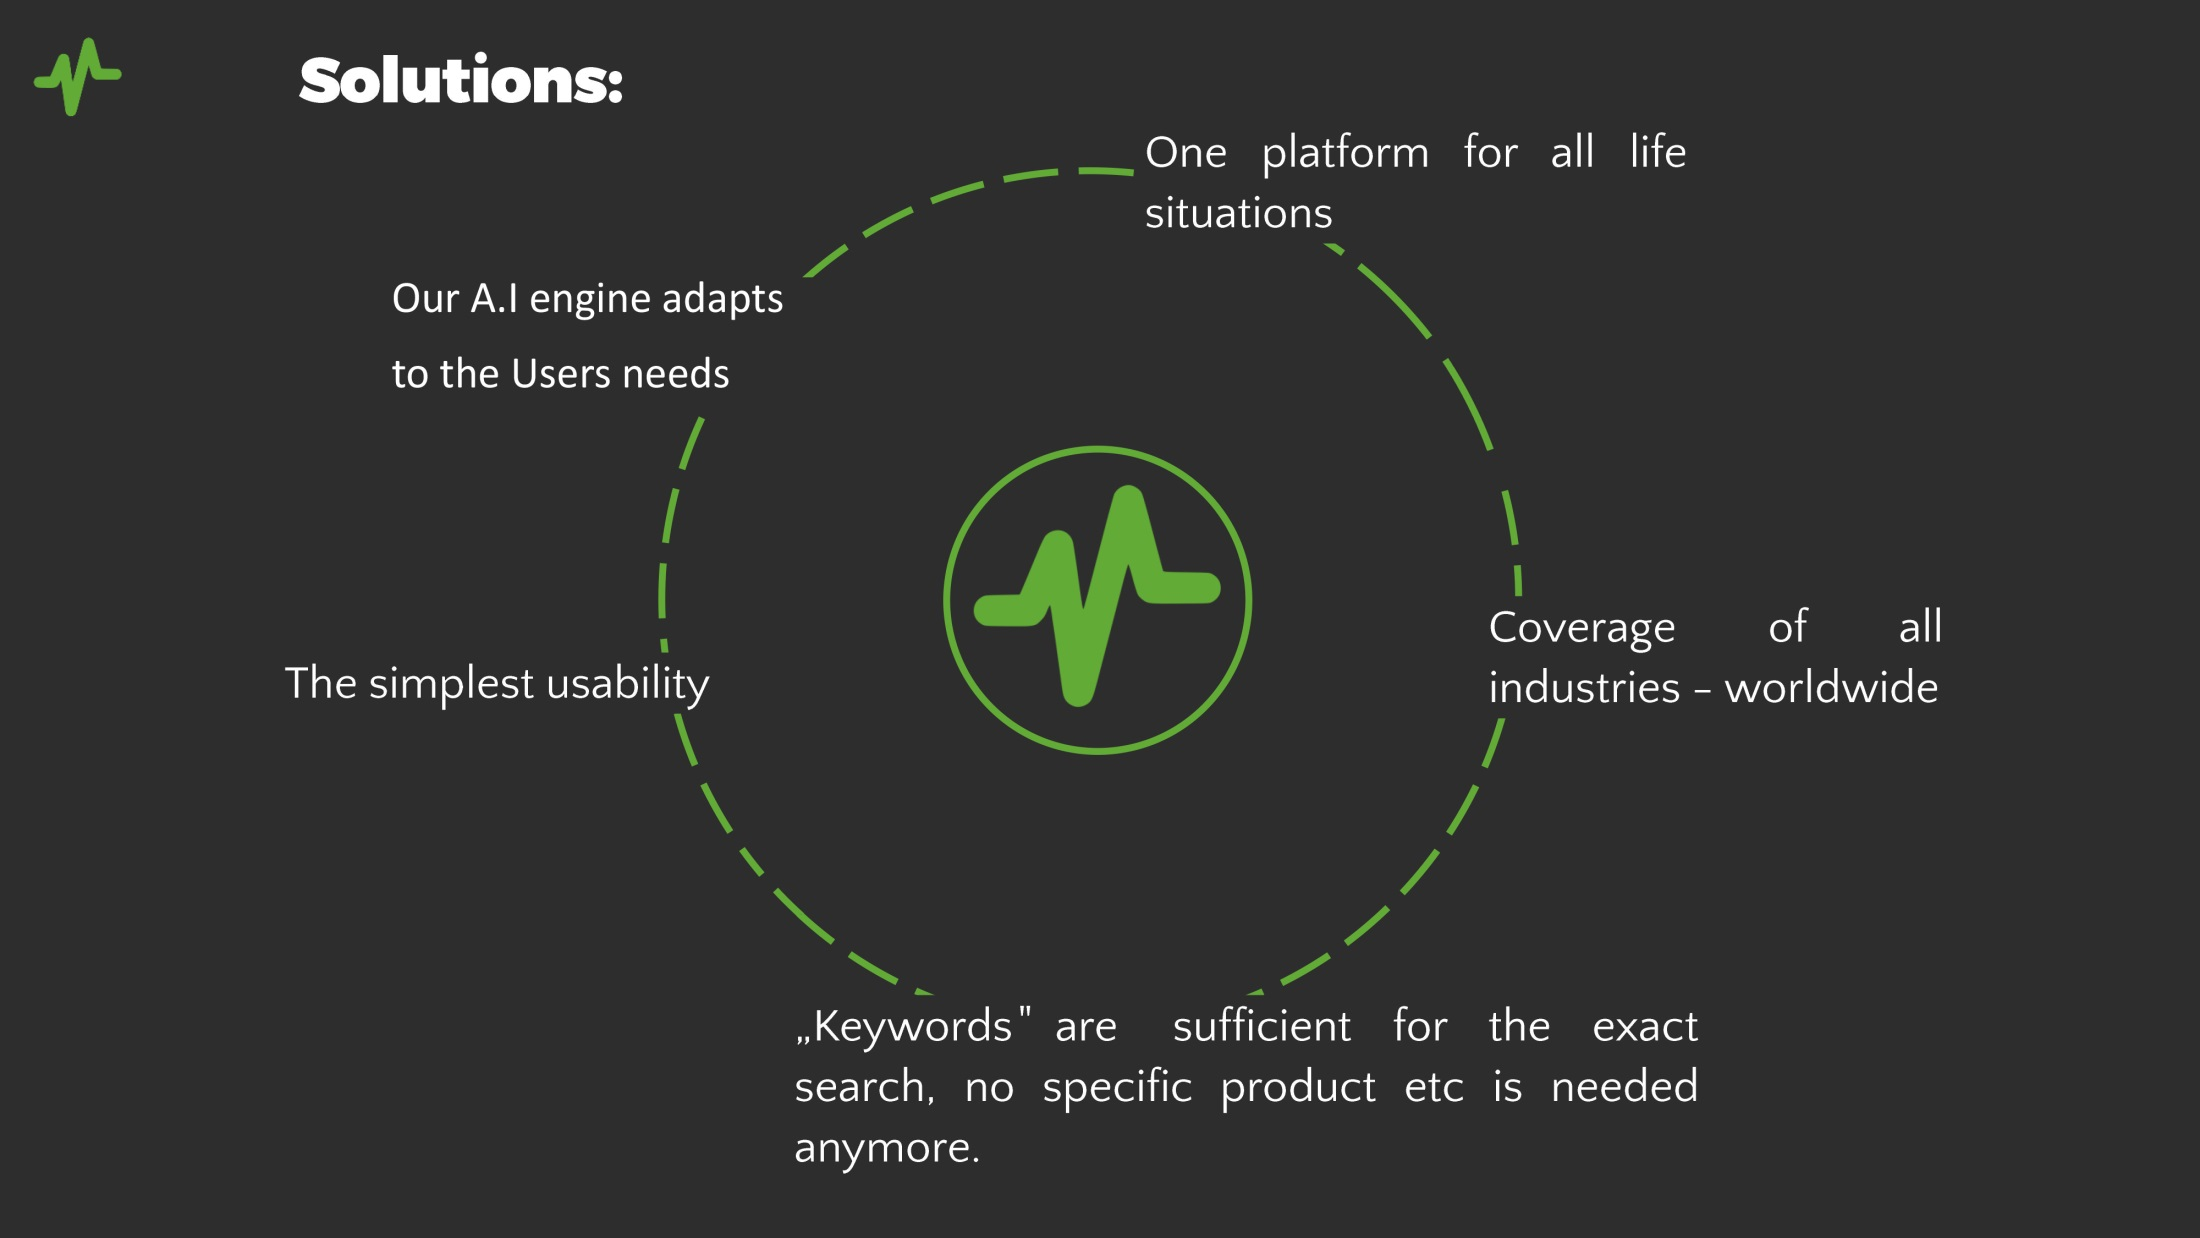 Solutions:
One platform for all life
situations
Our A.I engine adapts
to the Users needs
Coverage of all
industries – worldwide
The simplest usability
„Keywords" are sufficient for the exact
search, no specific product etc is needed
anymore.